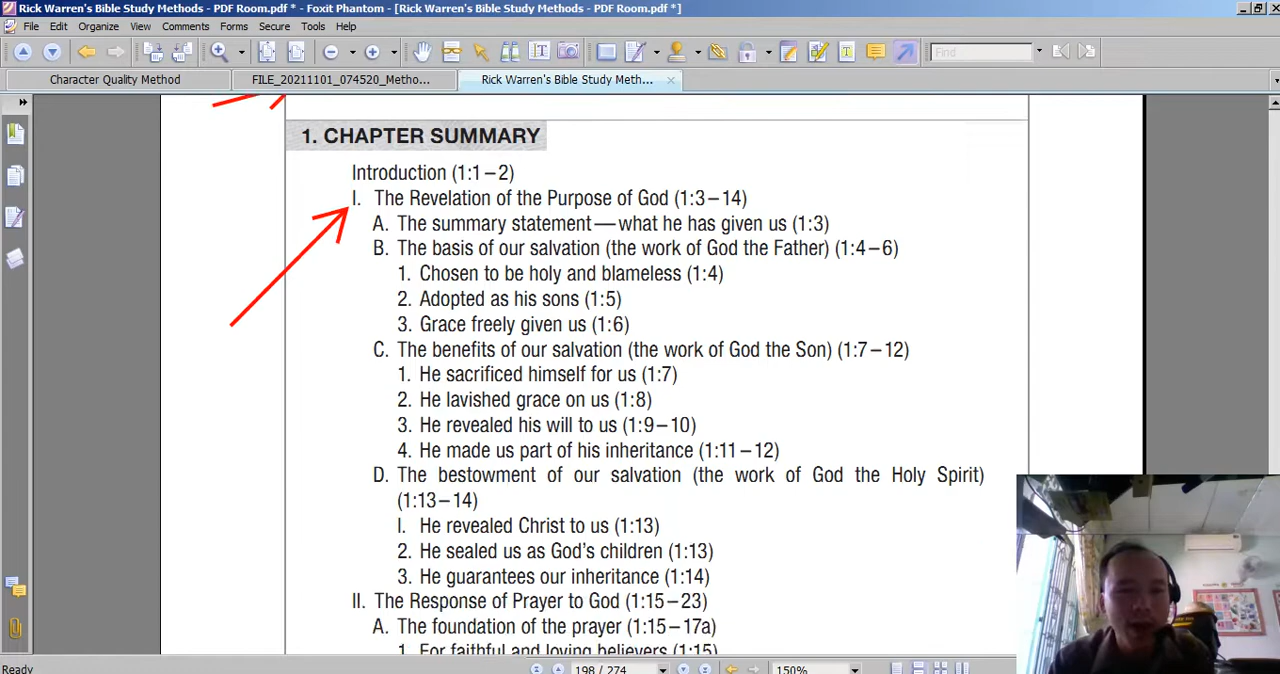 Rick Warren's Bible Study Methods - PDF Room.pdf * - Foxit Phantom - [Rick Warren's Bible Study Methods - PDF Room.pdf *]
File Edit Organize View Comments Forms Secure Tools Help
Find
Character Quality Method FILE_20211101_074520_Metho... Rick Warren's Bible Study Meth...
1. CHAPTER SUMMARY
Introduction (1:1–2)
I. The Revelation of the Purpose of God (1:3–14)
A. The summary statement—what he has given us (1:3)
B. The basis of our salvation (the work of God the Father) (1:4–6)
1. Chosen to be holy and blameless (1:4)
2. Adopted as his sons (1:5)
3. Grace freely given us (1:6)
C. The benefits of our salvation (the work of God the Son) (1:7–12)
1. He sacrificed himself for us (1:7)
2. He lavished grace on us (1:8)
3. He revealed his will to us (1:9–10)
4. He made us part of his inheritance (1:11–12)
D. The bestowment of our salvation (the work of God the Holy Spirit)
(1:13–14)
I. He revealed Christ to us (1:13)
2. He sealed us as God's children (1:13)
3. He guarantees our inheritance (1:14)
II. The Response of Prayer to God (1:15–23)
A. The foundation of the prayer (1:15–17a)
1. For faithful and loving believers (1:15)
Ready 198 / 274 150%